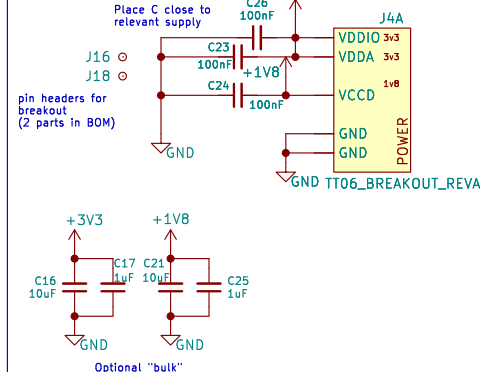 Place C close to
relevant supply
C26
100nF
J4A
VDDIO 3v3
C23
VDDA 3v3
J16
100nF
+1V8
J18
1v8
C24
VCCD
pin headers for
breakout
(2 parts in BOM)
100nF
GND
GND
GND
POWER
GND
TT06_BREAKOUT_REVA
+3V3
+1V8
C17
C21
C16
1uF
10uF
C25
10uF
1uF
GND
GND
Optional "bulk"